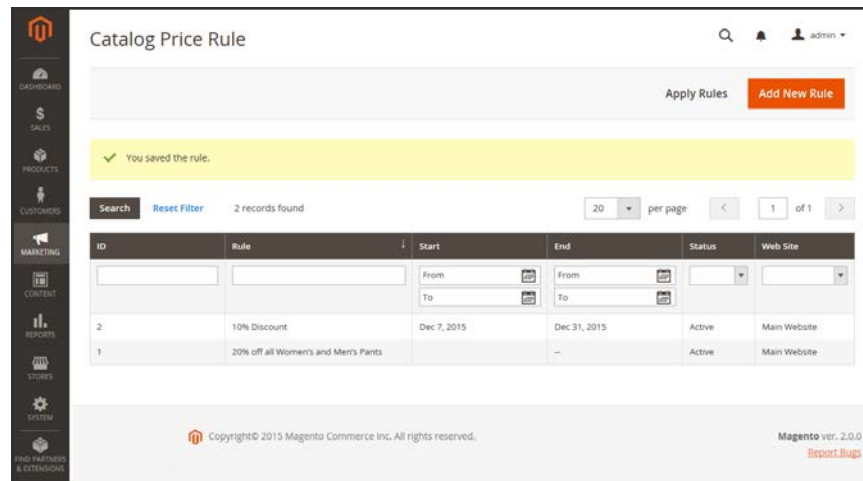 Catalog Price Rule
admin
DASHBOARD
SALES
PRODUCTS
CUSTOMERS
MARKETING
CONTENT
REPORTS
STORES
SYSTEM
FIND PARTNERS
& EXTENSIONS
Apply Rules
Add New Rule
You saved the rule.
Search Reset Filter 2 records found 20 per page 1 of 1
ID Rule ↓ Start End Status Web Site
From From
To To
2 10% Discount Dec 7, 2015 Dec 31, 2015 Active Main Website
1 20% off all Women's and Men's Pants -- Active Main Website
Copyright© 2015 Magento Commerce Inc. All rights reserved.
Magento ver. 2.0.0
Report Bugs